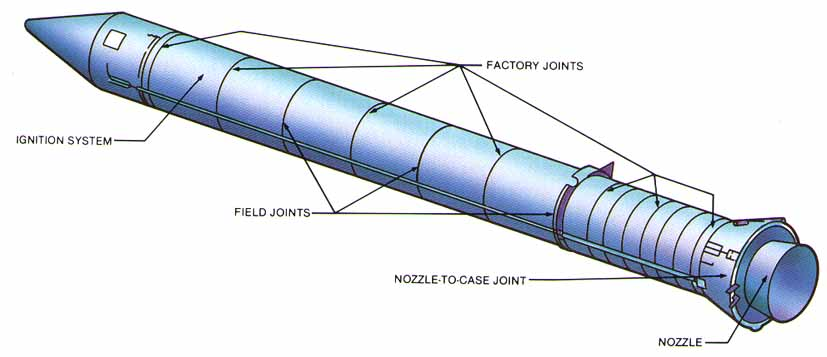 FACTORY JOINTS
IGNITION SYSTEM
FIELD JOINTS
NOZZLE-TO-CASE JOINT
NOZZLE